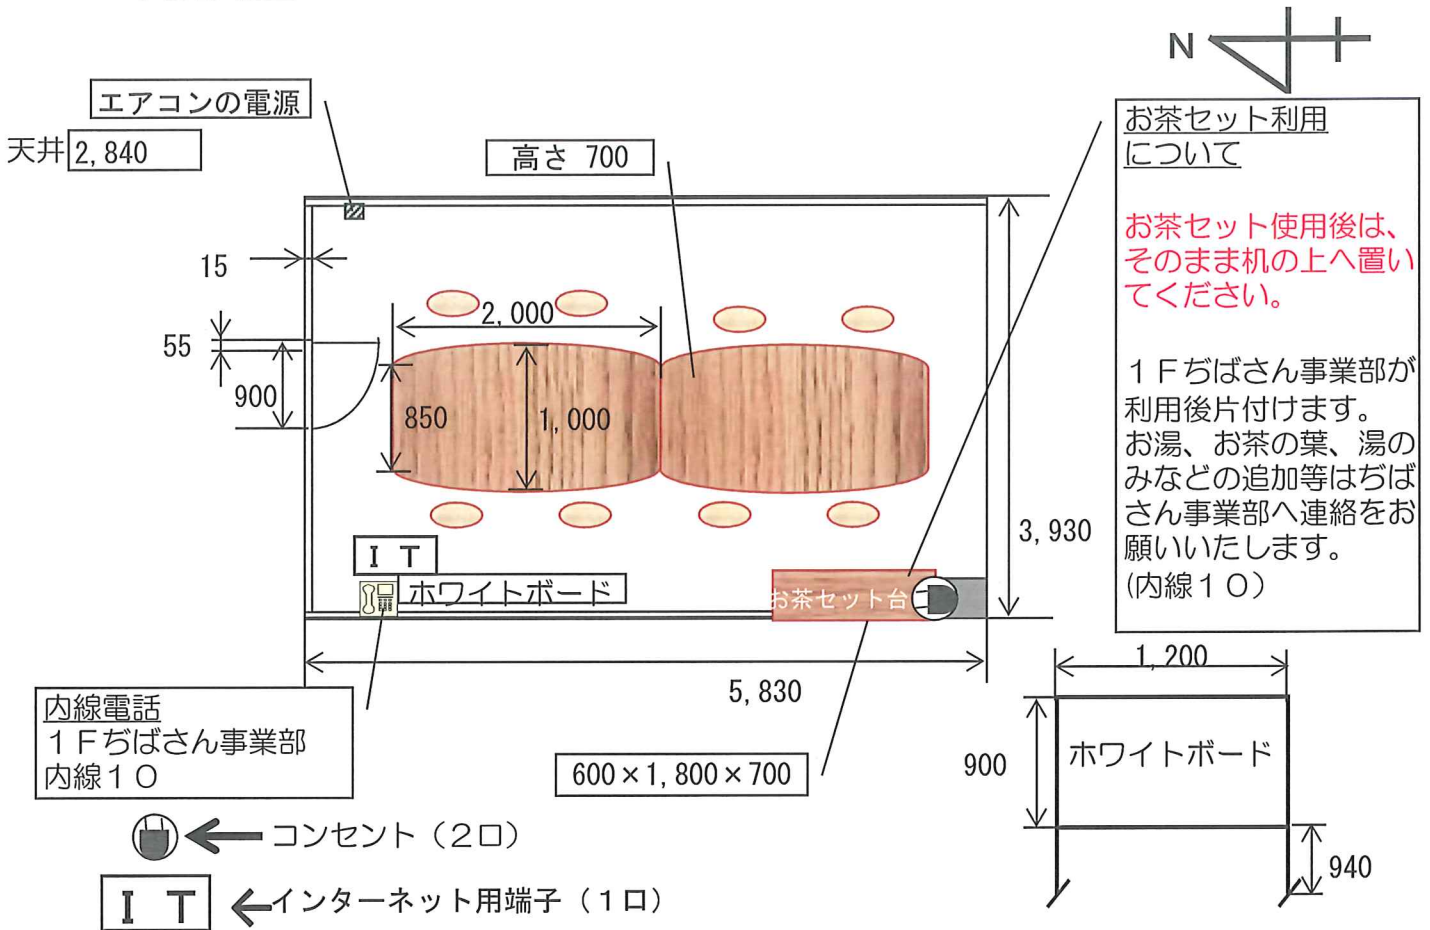 N
エアコンの電源
天井 2,840
高さ 700
お茶セット利用
について
お茶セット使用後は、
そのまま机の上へ置い
てください。
1Fぢばさん事業部が
利用後片付けます。
お湯、お茶の葉、湯の
みなどの追加等はぢば
さん事業部へ連絡をお
願いいたします。
(内線10)
15
55
900
2,000
850
1,000
3,930
IT
ホワイトボード
お茶セット台
5,830
内線電話
1Fぢばさん事業部
内線10
600×1,800×700
1,200
900
ホワイトボード
940
コンセント(2口)
IT
インターネット用端子(1口)